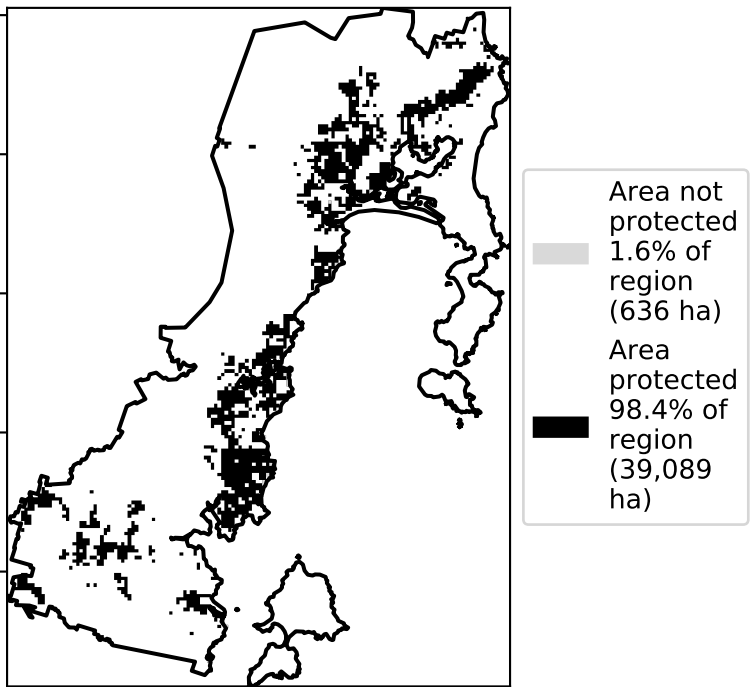 Area not
protected
1.6% of
region
(636 ha)
Area
protected
98.4% of
region
(39,089
ha)